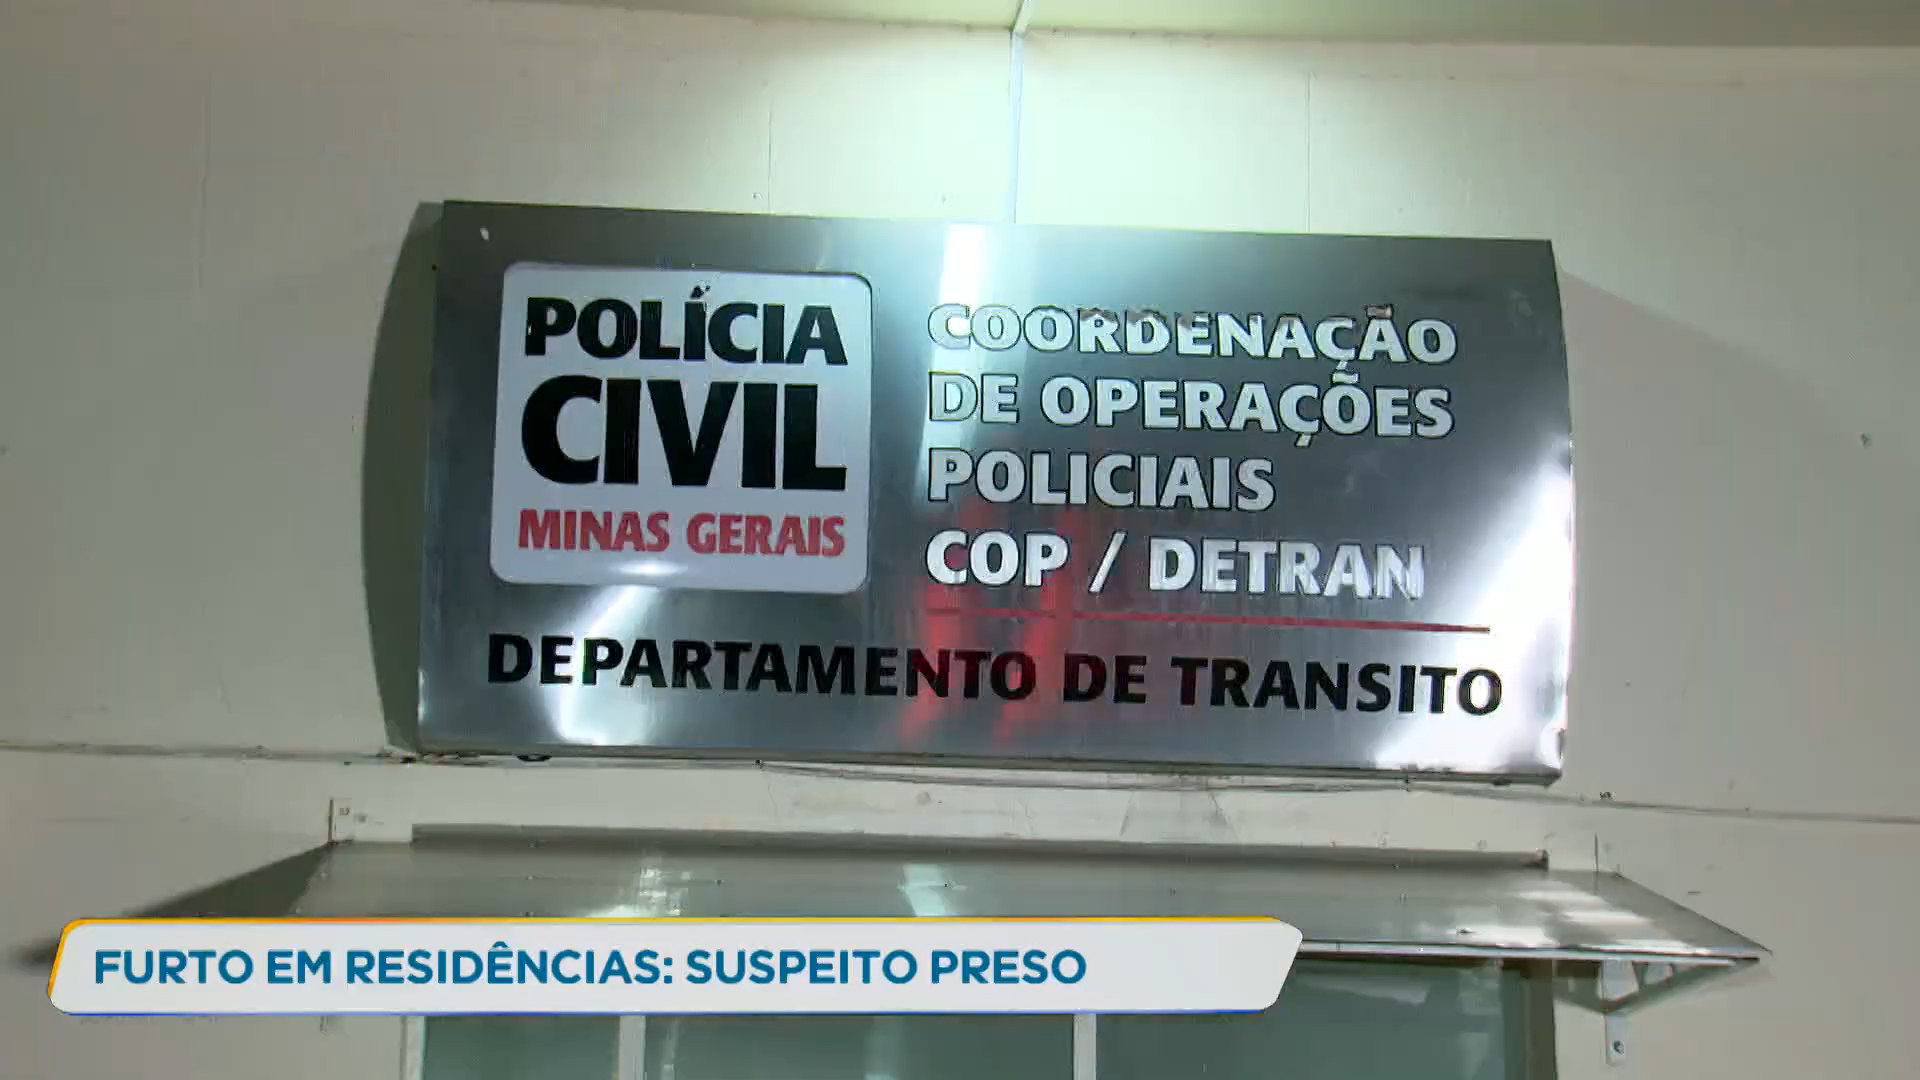 POLÍCIA
CIVIL
MINAS GERAIS
COORDENAÇÃO
DE OPERAÇÕES
POLICIAIS
COP / DETRAN
DEPARTAMENTO DE TRANSITO
FURTO EM RESIDÊNCIAS: SUSPEITO PRESO